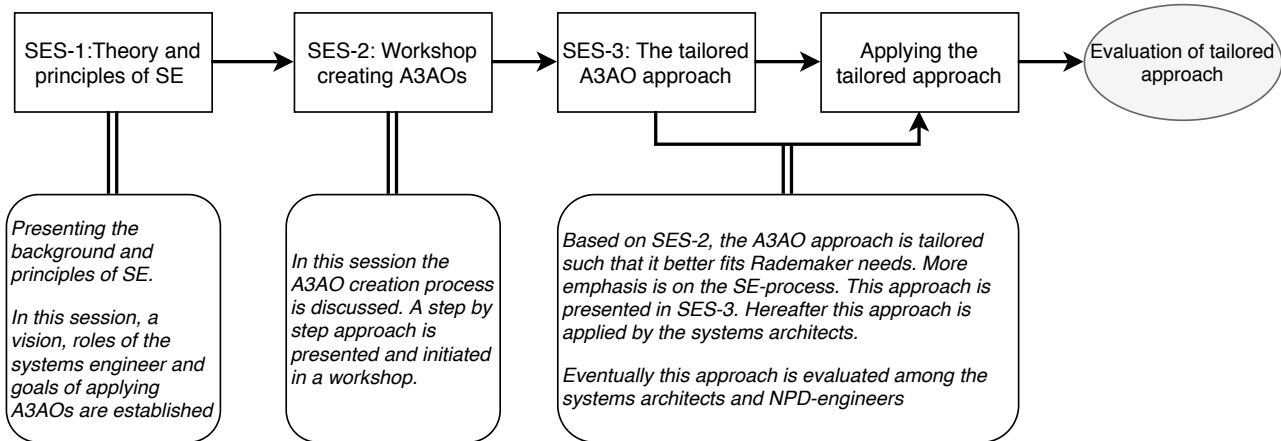 SES-1:Theory and
principles of SE
SES-2: Workshop
creating A3AOs
SES-3: The tailored
A3AO approach
Applying the
tailored approach
Evaluation of tailored
approach
Presenting the
background and
principles of SE.
In this session, a
vision, roles of the
systems engineer and
goals of applying
A3AOs are established
In this session the
A3AO creation process
is discussed. A step by
step approach is
presented and initiated
in a workshop.
Based on SES-2, the A3AO approach is tailored
such that it better fits Rademaker needs. More
emphasis is on the SE-process. This approach is
presented in SES-3. Hereafter this approach is
applied by the systems architects.
Eventually this approach is evaluated among the
systems architects and NPD-engineers